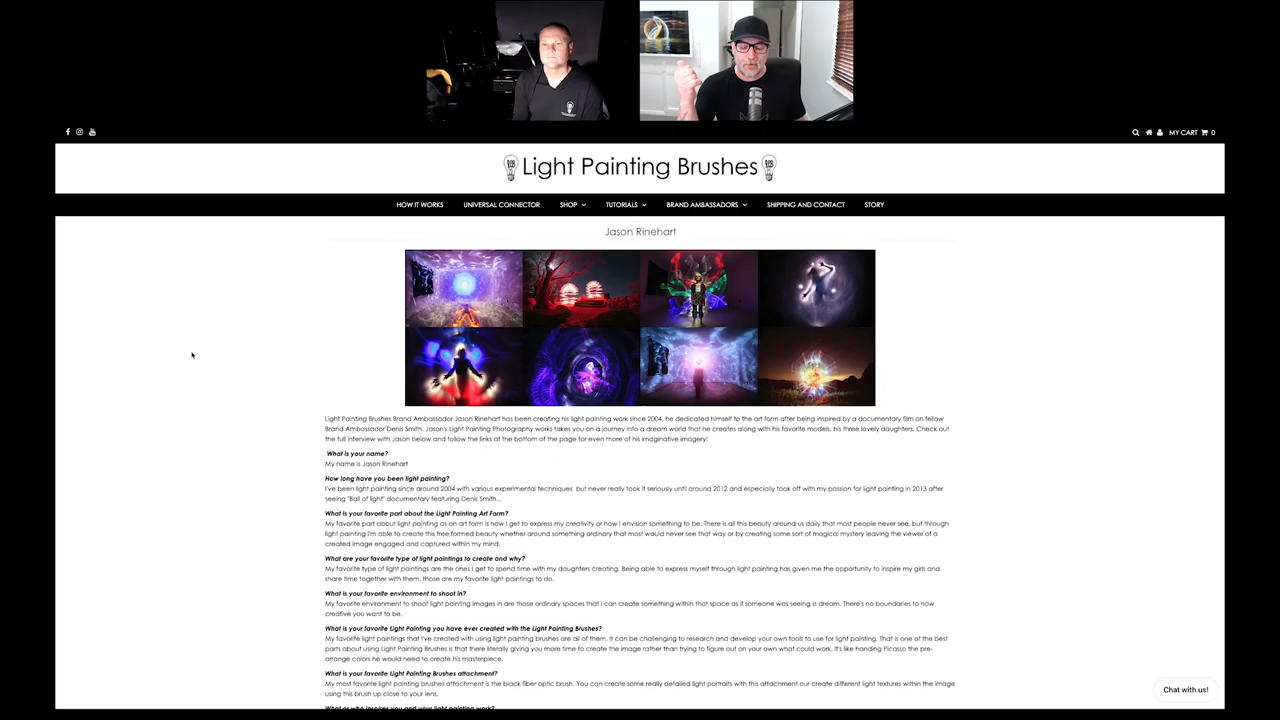 MY CART 0
Light Painting Brushes
HOW IT WORKS UNIVERSAL CONNECTOR SHOP TUTORIALS BRAND AMBASSADORS SHIPPING AND CONTACT STORY
Jason Rinehart
Light Painting Brushes Brand Ambassador Jason Rinehart has been creating his light painting work since 2004, he dedicated himself to the art form after being inspired by a documentary film on fellow
Brand Ambassador Denis Smith. Jason's Light Painting Photography works takes you on a journey into a dream world that he creates along with his favorite models, his three lovely daughters. Check out
the full interview with Jason below and follow the links at the bottom of the page for even more of his imaginative imagery!
What is your name?
My name is Jason Rinehart
How long have you been light painting?
I've been light painting since around 2004 with various experimental techniques but never really took it seriously until around 2012 and especially took off with my passion for light painting in 2013 after
seeing "Ball of light" documentary featuring Denis Smith...
What is your favorite part about the Light Painting Art Form?
My favorite part about light painting as an art form is how I get to express my creativity or how I envision something to be. There is all this beauty around us daily that most people never see, but through
light painting I'm able to create this free formed beauty whether around something ordinary that most would never see that way or by creating some sort of magical mystery leaving the viewer of a
created image engaged and captured within my mind.
What are your favorite type of light paintings to create and why?
My favorite type of light paintings are the ones I get to spend time with my daughters creating. Being able to express myself through light painting has given me the opportunity to inspire my girls and
share time together with them, those are my favorite light paintings to do.
What is your favorite environment to shoot in?
My favorite environment to shoot light painting images in are those ordinary spaces that I can create something within that space as if someone was seeing a dream. There's no boundaries to how
creative you want to be.
What is your favorite Light Painting you have ever created with the Light Painting Brushes?
My favorite light paintings that I've created with using light painting brushes are all of them. It can be challenging to research and develop your own tools to use for light painting. That is one of the best
parts about using Light Painting Brushes is that there literally giving you more time to create the image rather than trying to figure out on your own what could work. It's like handing Picasso the pre-
arrange colors he would need to create his masterpiece.
What is your favorite Light Painting Brushes attachment?
My most favorite light painting brushes attachment is the black fiber optic brush. You can create some really detailed light portraits with this attachment our create different light textures within the image
using this brush up close to your lens.
What or who inspires you and your light painting work?
Chat with us!